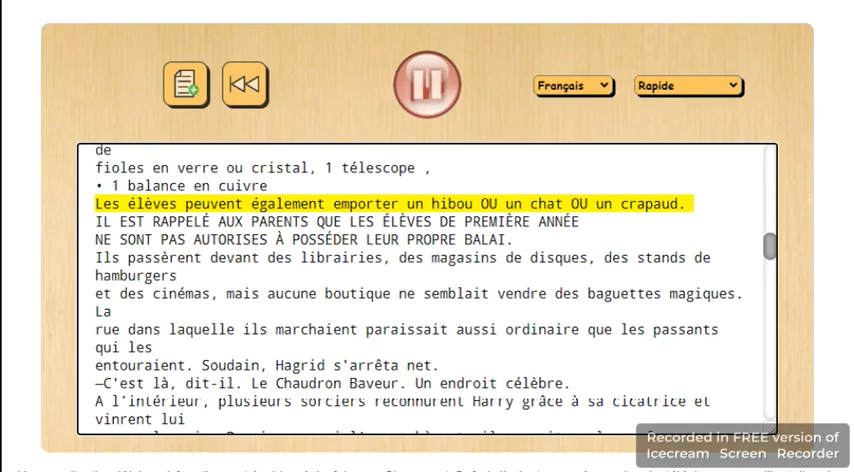 Français
Rapide
de
fioles en verre ou cristal, 1 télescope ,
• 1 balance en cuivre
Les élèves peuvent également emporter un hibou OU un chat OU un crapaud.
IL EST RAPPELÉ AUX PARENTS QUE LES ÉLÈVES DE PREMIÈRE ANNÉE
NE SONT PAS AUTORISES À POSSÉDER LEUR PROPRE BALAI.
Ils passèrent devant des librairies, des magasins de disques, des stands de
hamburgers
et des cinémas, mais aucune boutique ne semblait vendre des baguettes magiques.
La
rue dans laquelle ils marchaient paraissait aussi ordinaire que les passants
qui les
entouraient. Soudain, Hagrid s'arrêta net.
—C'est là, dit-il. Le Chaudron Baveur. Un endroit célèbre.
A l'intérieur, plusieurs sorciers reconnurent Harry grâce à sa cicatrice et
vinrent lui
Recorded in FREE version of
Icecream Screen Recorder